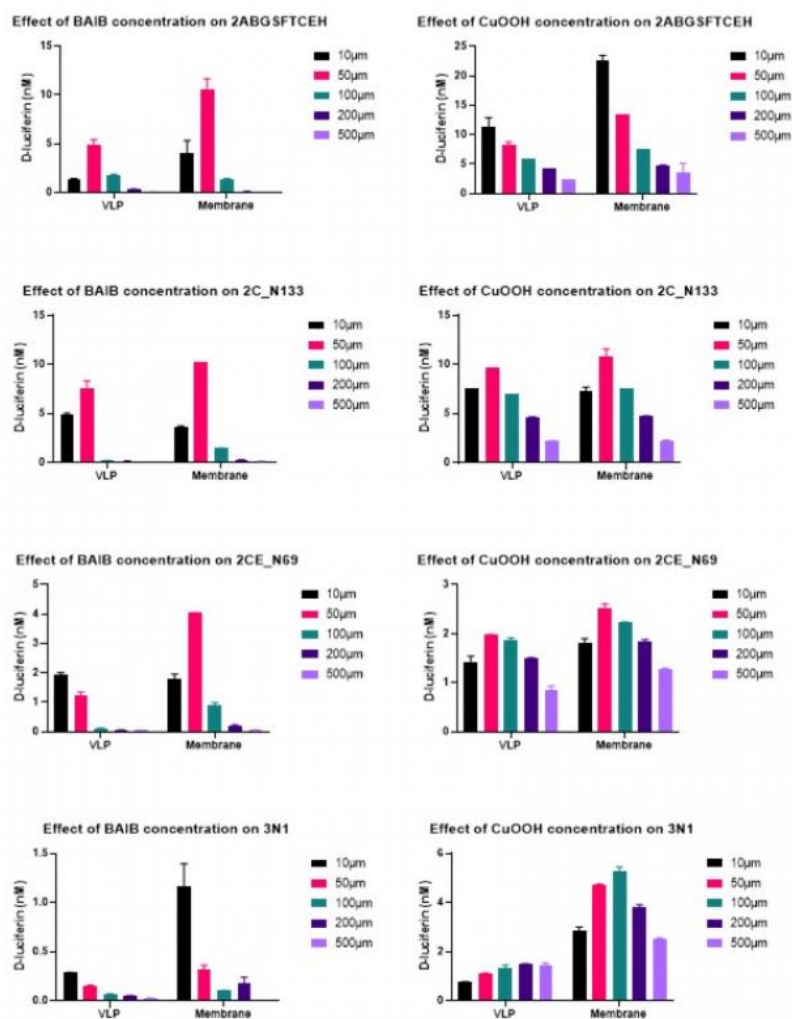 Effect of BAIB concentration on 2ABGSFTCEH
D-luciferin (nM)
15
10
5
0
VLP
Membrane
10µm
50µm
100µm
200µm
500µm
Effect of CuOOH concentration on 2ABGSFTCEH
D-luciferin (nM)
25
20
15
10
5
0
VLP
Membrane
10µm
50µm
100µm
200µm
500µm
Effect of BAIB concentration on 2C_N133
D-luciferin (nM)
15
10
5
0
VLP
Membrane
10µm
50µm
100µm
200µm
500µm
Effect of CuOOH concentration on 2C_N133
D-luciferin (nM)
15
10
5
0
VLP
Membrane
10µm
50µm
100µm
200µm
500µm
Effect of BAIB concentration on 2CE_N69
D-luciferin (nM)
5
4
3
2
1
0
VLP
Membrane
10µm
50µm
100µm
200µm
500µm
Effect of CuOOH concentration on 2CE_N69
D-luciferin (nM)
3
2
1
0
VLP
Membrane
10µm
50µm
100µm
200µm
500µm
Effect of BAIB concentration on 3N1
D-luciferin (nM)
1.5
1.0
0.5
0.0
VLP
Membrane
10µm
50µm
100µm
200µm
500µm
Effect of CuOOH concentration on 3N1
D-luciferin (nM)
6
4
2
0
VLP
Membrane
10µm
50µm
100µm
200µm
500µm